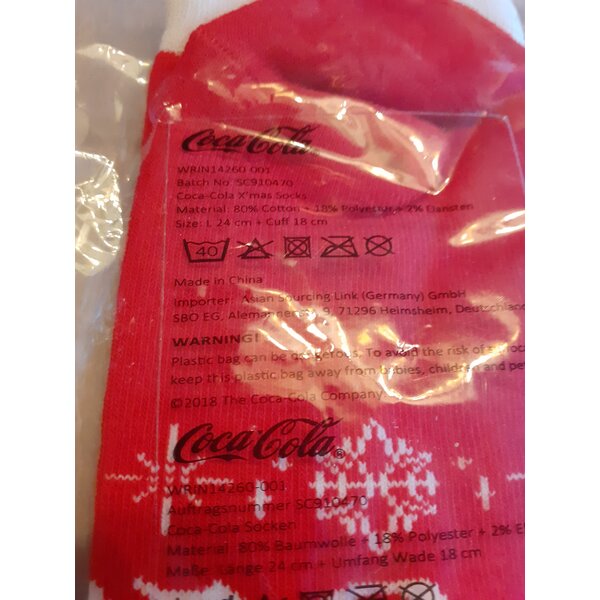 Coca-Cola
WRIN14260-001
Batch No. SC910470
Coca-Cola X'mas Socks
Material: 80% Cotton + 18% Polyester + 2%
Size: L 24 cm + Cuff 18 cm
40
Made in China
Importer: Asian Sourcing Link (Germany) GmbH
SBO EG, 9, 71296 Heimsheim, Deutschland
WARNING!
Plastic bag can be dangerous. To avoid the risk of
keep this plastic bag away from babies, children and
©2018 The Coca-Cola Company.
Coca-Cola®
WRIN14260-001
Auftragsnummer SC910470
Coca-Cola Socken
Material: 80% Baumwolle + 18% Polyester + 2%
Maße: Länge 24 cm + Umfang Wade 18 cm